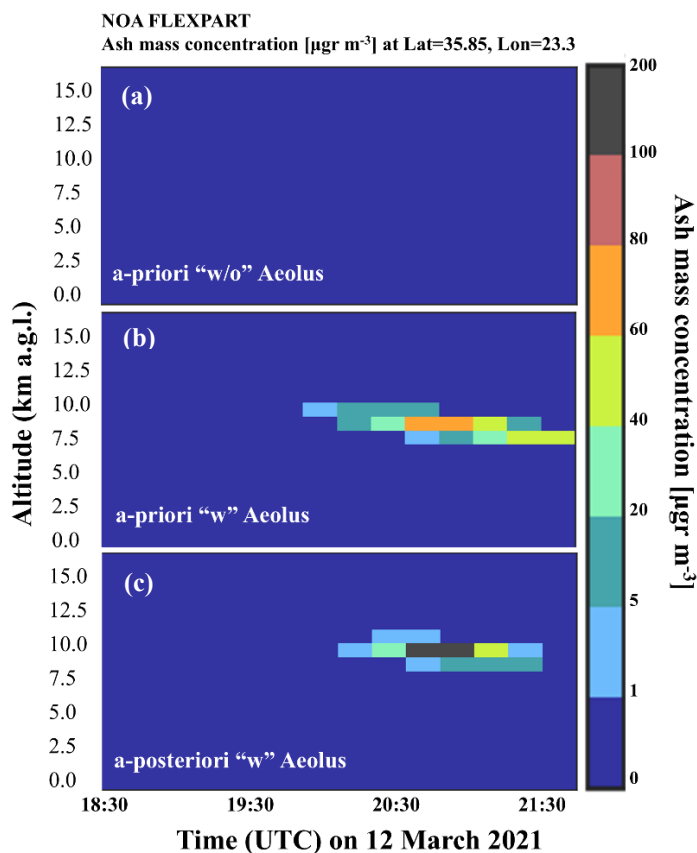 NOA FLEXPART
Ash mass concentration [µgr m⁻³] at Lat=35.85, Lon=23.3
(a)
15.0
12.5
10.0
7.5
5.0
2.5
0.0
a-priori “w/o” Aeolus
(b)
15.0
12.5
10.0
7.5
5.0
2.5
0.0
a-priori “w” Aeolus
(c)
15.0
12.5
10.0
7.5
5.0
2.5
0.0
a-posteriori “w” Aeolus
Altitude (km a.g.l.)
18:30 19:30 20:30 21:30
Time (UTC) on 12 March 2021
200
100
80
60
40
20
5
1
0
Ash mass concentration [µgr m⁻³]